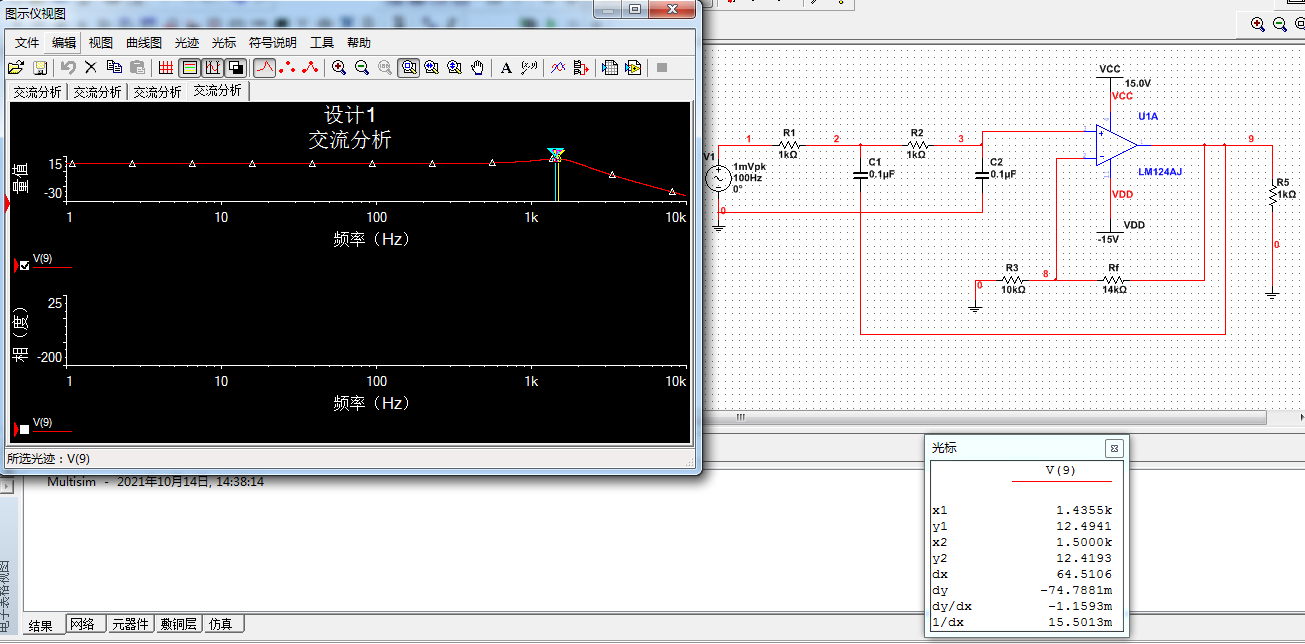 图示仪视图
文件 编辑 视图 曲线图 光迹 光标 符号说明 工具 帮助
交流分析 交流分析 交流分析 交流分析
设计1
交流分析
量值
15
-30
1 10 100 1k 10k
频率（Hz）
V(9)
相（度）
25
-200
1 10 100 1k 10k
频率（Hz）
V(9)
所选光迹：V(9)
VCC
15.0V
VCC
U1A
LM124AJ
VDD
VDD
-15V
V1
1mVpk
100Hz
0°
0
1
R1
1kΩ
2
R2
1kΩ
3
C1
0.1µF
C2
0.1µF
9
R5
1kΩ
0
R3
10kΩ
0
8
Rf
14kΩ
Multisim - 2021年10月14日, 14:38:14
电子表格视图
结果 网络 元器件 敷铜层 仿真
光标
V(9)
x1 1.4355k
y1 12.4941
x2 1.5000k
y2 12.4193
dx 64.5106
dy -74.7881m
dy/dx -1.1593m
1/dx 15.5013m